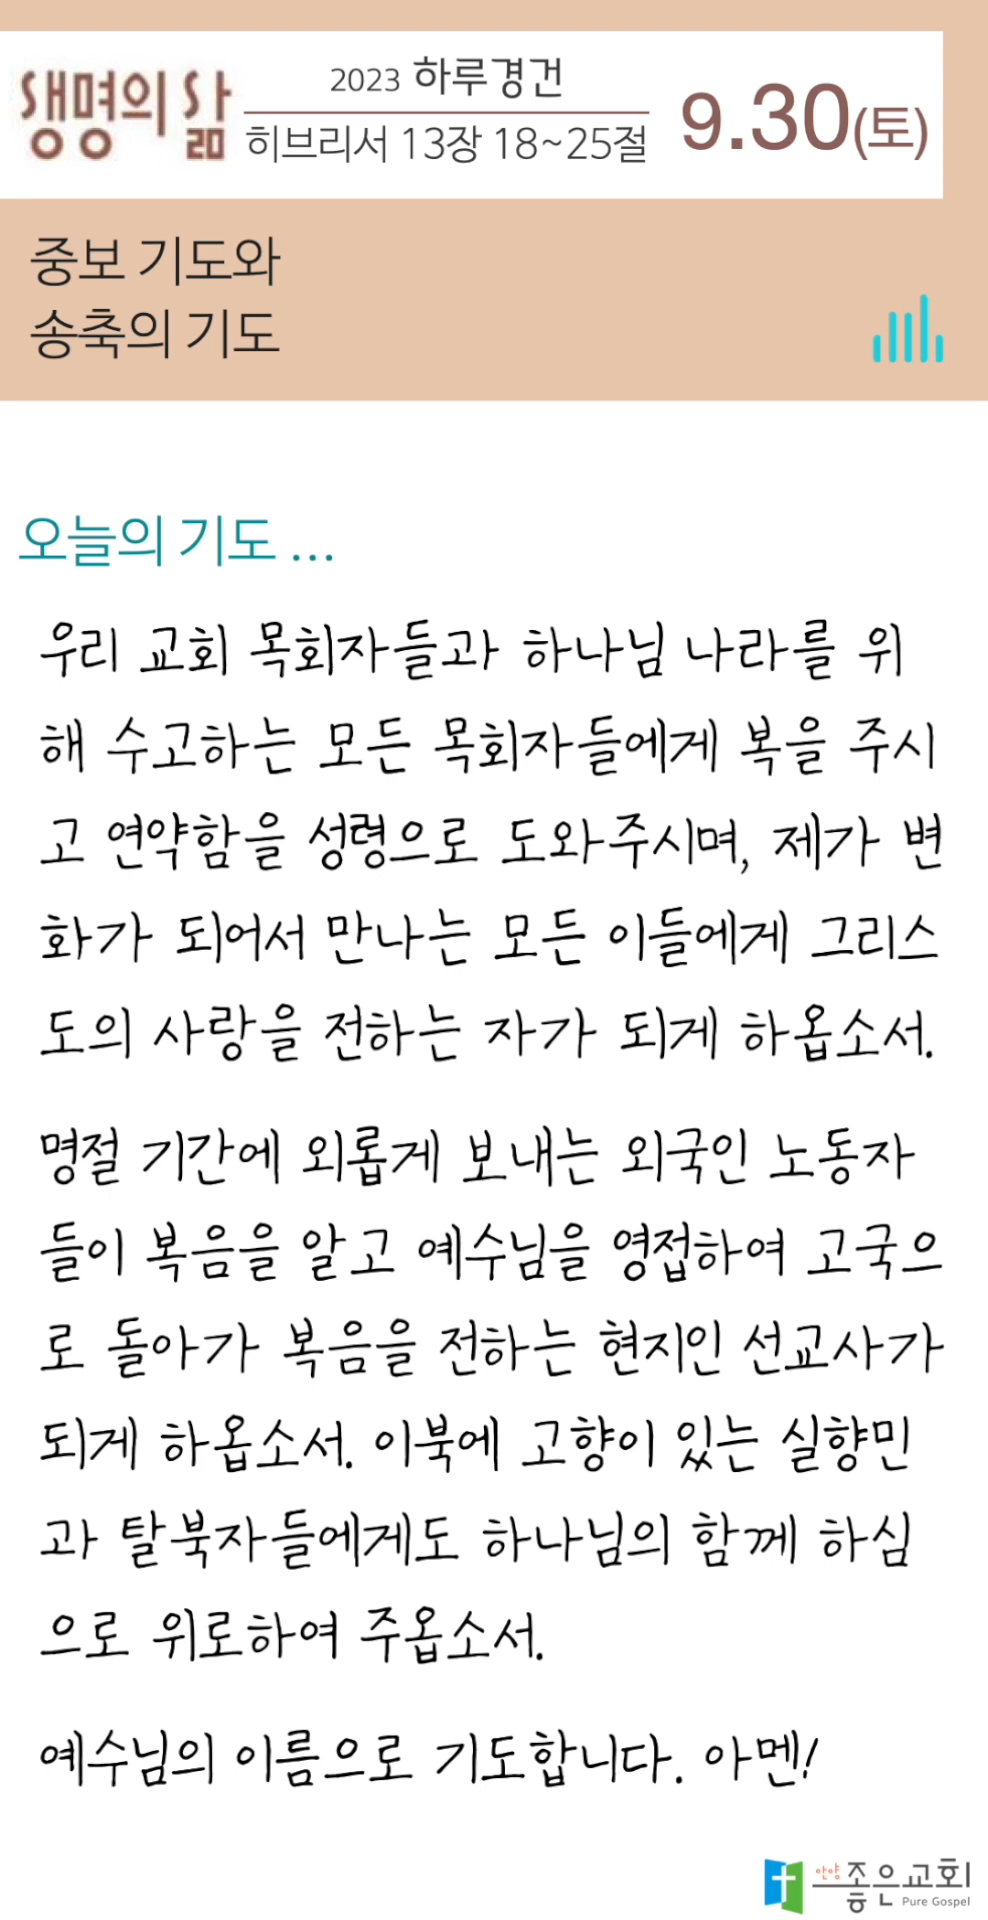 생명의 삶
2023 하루경건
히브리서 13장 18~25절
9.30(토)
중보 기도와
송축의 기도
오늘의 기도 ...
우리 교회 목회자들과 하나님 나라를 위
해 수고하는 모든 목회자들에게 복을 주시
고 연약함을 성령으로 도와주시며, 제가 변
화가 되어서 만나는 모든 이들에게 그리스
도의 사랑을 전하는 자가 되게 하옵소서.
명절 기간에 외롭게 보내는 외국인 노동자
들이 복음을 알고 예수님을 영접하여 고국으
로 돌아가 복음을 전하는 현지인 선교사가
되게 하옵소서. 이북에 고향이 있는 실향민
과 탈북자들에게도 하나님의 함께 하심
으로 위로하여 주옵소서.
예수님의 이름으로 기도합니다. 아멘!
안양 좋은교회
Pure Gospel